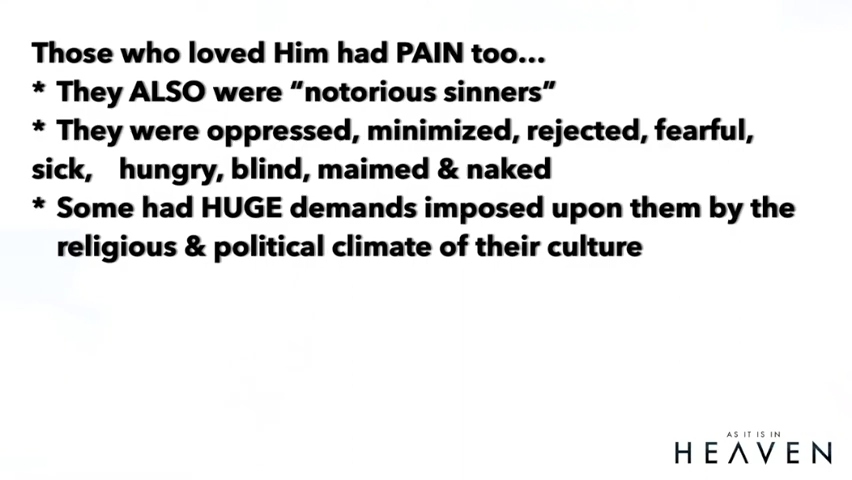 Those who loved Him had PAIN too...
* They ALSO were “notorious sinners”
* They were oppressed, minimized, rejected, fearful,
sick, hungry, blind, maimed & naked
* Some had HUGE demands imposed upon them by the
religious & political climate of their culture
AS IT IS IN
HEAVEN